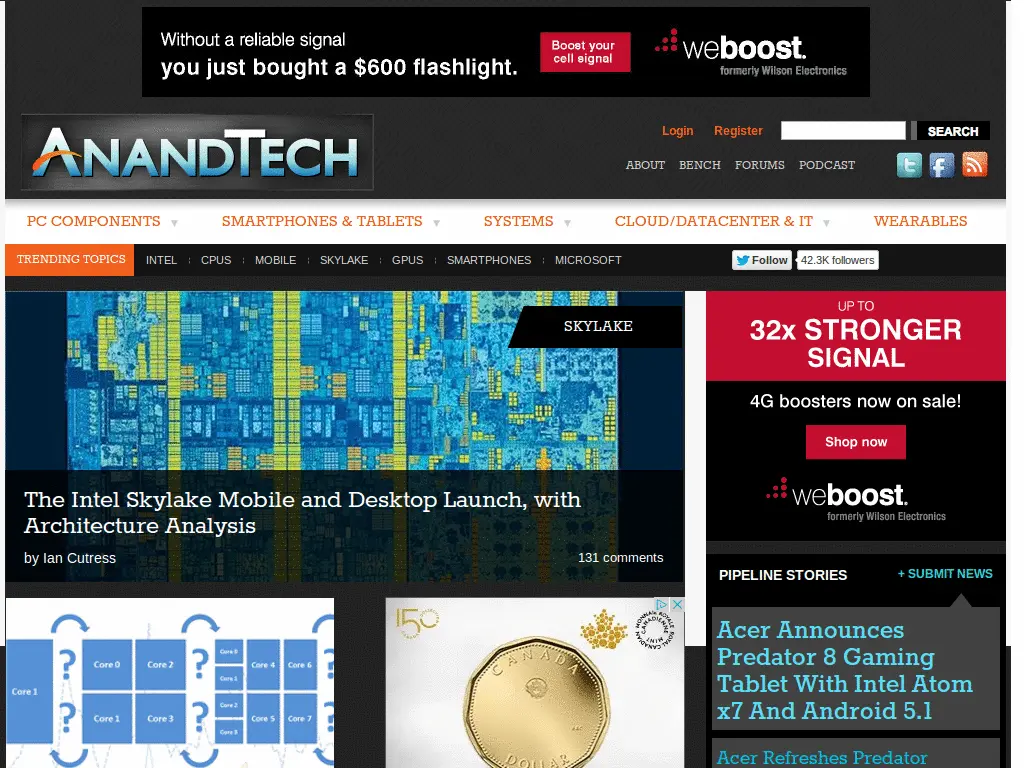 Without a reliable signal
you just bought a $600 flashlight.
Boost your
cell signal
weboost.
formerly Wilson Electronics
ANANDTECH
Login Register SEARCH
ABOUT BENCH FORUMS PODCAST
PC COMPONENTS SMARTPHONES & TABLETS SYSTEMS CLOUD/DATACENTER & IT WEARABLES
TRENDING TOPICS INTEL CPUS MOBILE SKYLAKE GPUS SMARTPHONES MICROSOFT
Follow 42.3K followers
SKYLAKE
The Intel Skylake Mobile and Desktop Launch, with
Architecture Analysis
by Ian Cutress 131 comments
UP TO
32x STRONGER
SIGNAL
4G boosters now on sale!
Shop now
weboost.
formerly Wilson Electronics
PIPELINE STORIES + SUBMIT NEWS
Acer Announces
Predator 8 Gaming
Tablet With Intel Atom
x7 And Android 5.1
Acer Refreshes Predator
Core 1
? Core 0 Core 2 ? Core 0 Core 4 Core 6 ?
Core 1
? Core 1 Core 3 ? Core 2 Core 5 Core 7 ?
Core 3
150
CANADA
DOLLAR